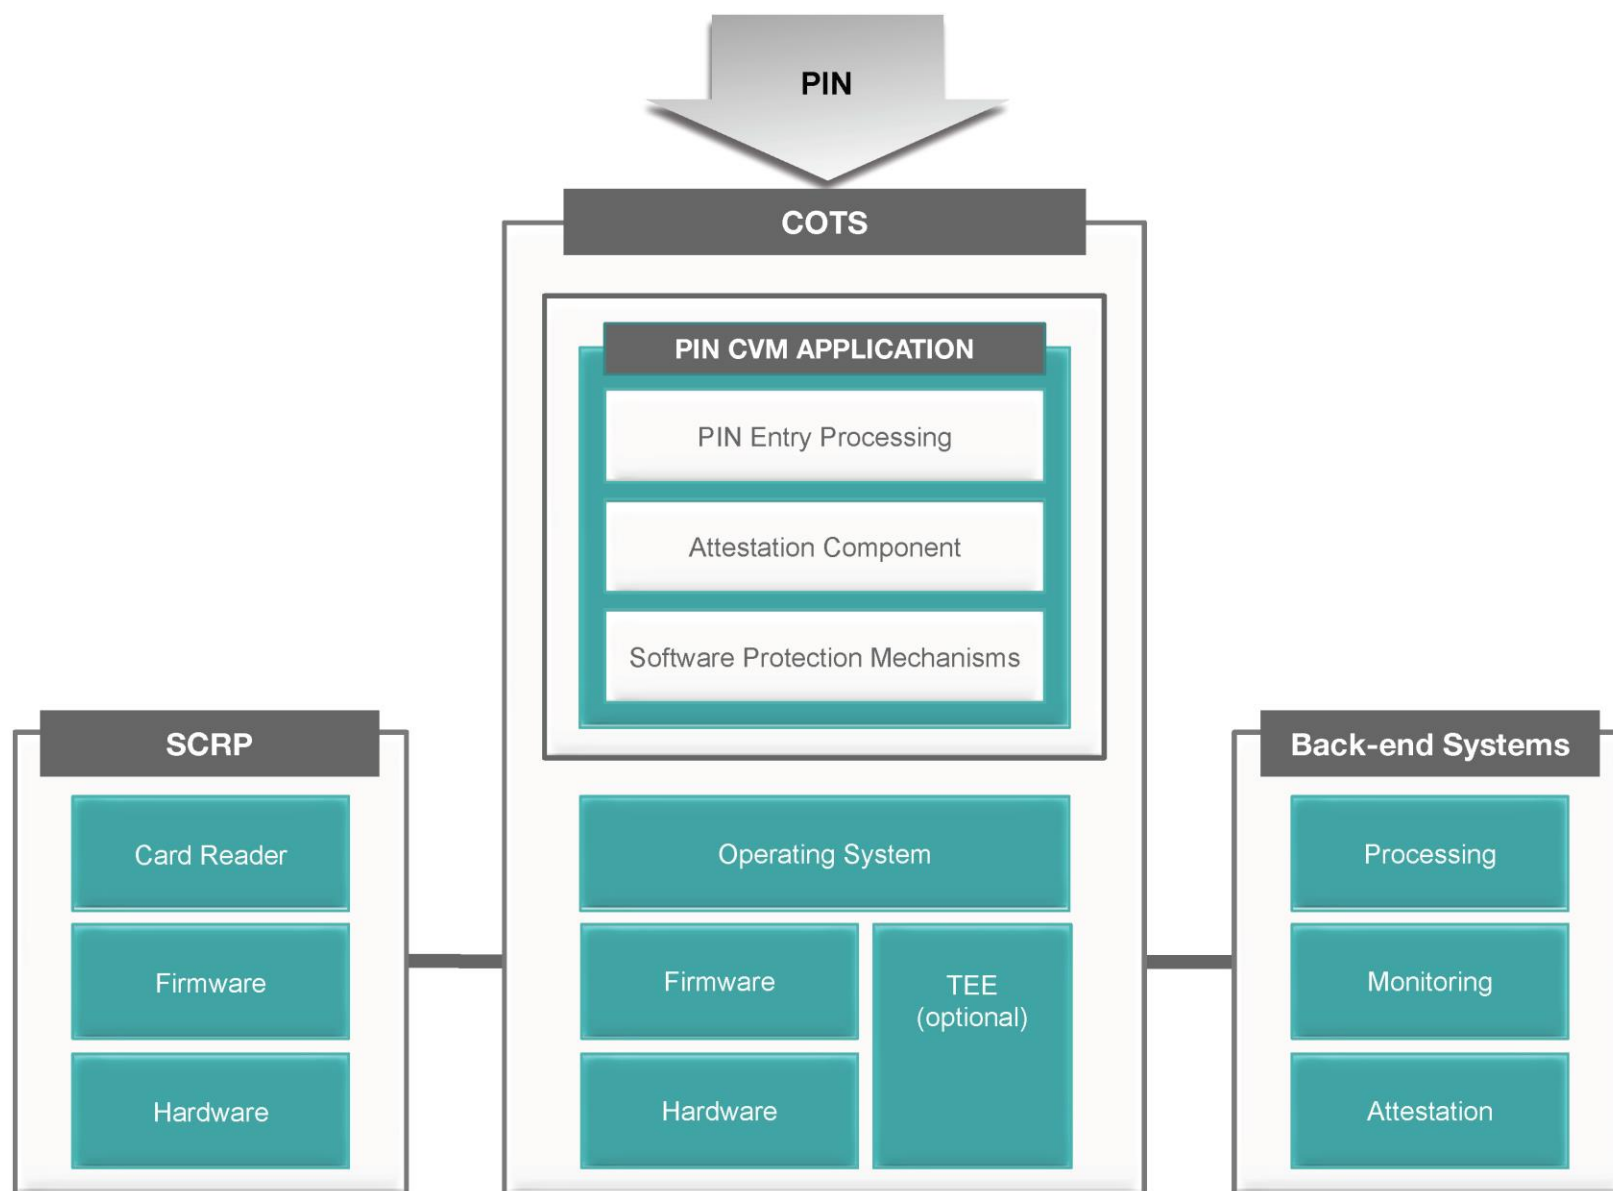 PIN
COTS
PIN CVM APPLICATION
PIN Entry Processing
Attestation Component
Software Protection Mechanisms
SCRP
Card Reader
Firmware
Hardware
Operating System
Firmware
Hardware
TEE
(optional)
Back-end Systems
Processing
Monitoring
Attestation